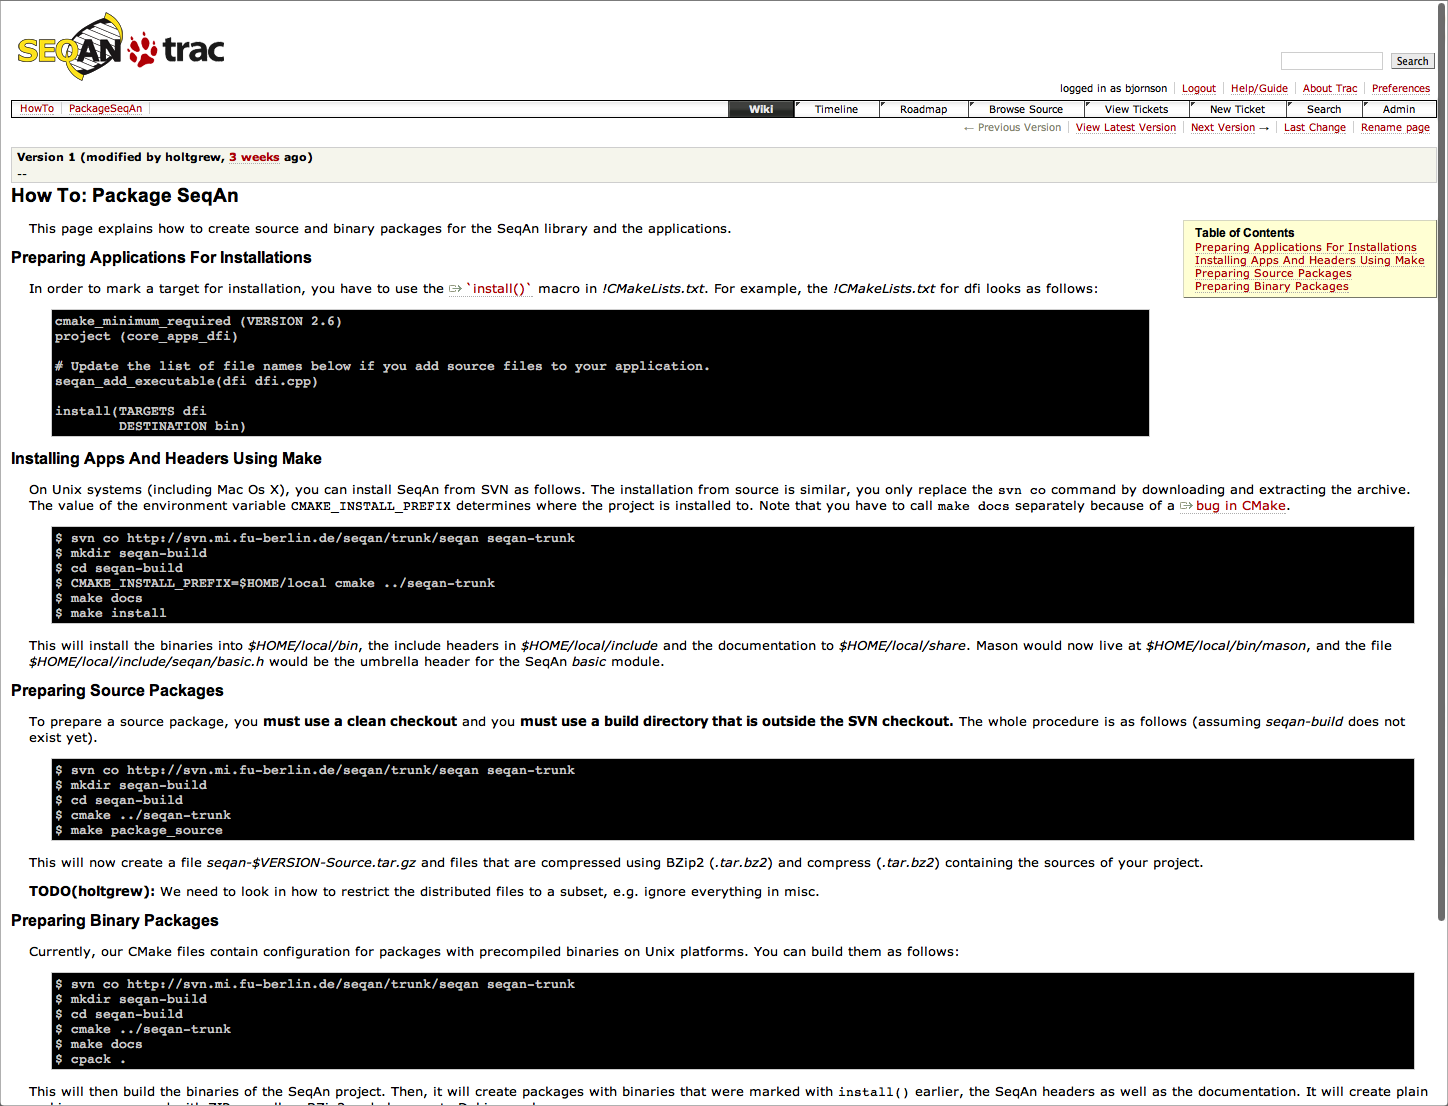 SEQAN trac
Search
logged in as bjornson Logout Help/Guide About Trac Preferences
HowTo PackageSeqAn Wiki Timeline Roadmap Browse Source View Tickets New Ticket Search Admin
← Previous Version View Latest Version Next Version → Last Change Rename page
Version 1 (modified by holtgrew, 3 weeks ago)
--
How To: Package SeqAn
This page explains how to create source and binary packages for the SeqAn library and the applications.
Table of Contents
Preparing Applications For Installations
Installing Apps And Headers Using Make
Preparing Source Packages
Preparing Binary Packages
Preparing Applications For Installations
In order to mark a target for installation, you have to use the `install()` macro in !CMakeLists.txt. For example, the !CMakeLists.txt for dfi looks as follows:
cmake_minimum_required (VERSION 2.6)
project (core_apps_dfi)
# Update the list of file names below if you add source files to your application.
seqan_add_executable(dfi dfi.cpp)
install(TARGETS dfi
DESTINATION bin)
Installing Apps And Headers Using Make
On Unix systems (including Mac Os X), you can install SeqAn from SVN as follows. The installation from source is similar, you only replace the svn co command by downloading and extracting the archive.
The value of the environment variable CMAKE_INSTALL_PREFIX determines where the project is installed to. Note that you have to call make docs separately because of a bug in CMake.
$ svn co http://svn.mi.fu-berlin.de/seqan/trunk/seqan seqan-trunk
$ mkdir seqan-build
$ cd seqan-build
$ CMAKE_INSTALL_PREFIX=$HOME/local cmake ../seqan-trunk
$ make docs
$ make install
This will install the binaries into $HOME/local/bin, the include headers in $HOME/local/include and the documentation to $HOME/local/share. Mason would now live at $HOME/local/bin/mason, and the file
$HOME/local/include/seqan/basic.h would be the umbrella header for the SeqAn basic module.
Preparing Source Packages
To prepare a source package, you must use a clean checkout and you must use a build directory that is outside the SVN checkout. The whole procedure is as follows (assuming seqan-build does not
exist yet).
$ svn co http://svn.mi.fu-berlin.de/seqan/trunk/seqan seqan-trunk
$ mkdir seqan-build
$ cd seqan-build
$ cmake ../seqan-trunk
$ make package_source
This will now create a file seqan-$VERSION-Source.tar.gz and files that are compressed using BZip2 (.tar.bz2) and compress (.tar.bz2) containing the sources of your project.
TODO(holtgrew): We need to look in how to restrict the distributed files to a subset, e.g. ignore everything in misc.
Preparing Binary Packages
Currently, our CMake files contain configuration for packages with precompiled binaries on Unix platforms. You can build them as follows:
$ svn co http://svn.mi.fu-berlin.de/seqan/trunk/seqan seqan-trunk
$ mkdir seqan-build
$ cd seqan-build
$ cmake ../seqan-trunk
$ make docs
$ cpack .
This will then build the binaries of the SeqAn project. Then, it will create packages with binaries that were marked with install() earlier, the SeqAn headers as well as the documentation. It will create plain